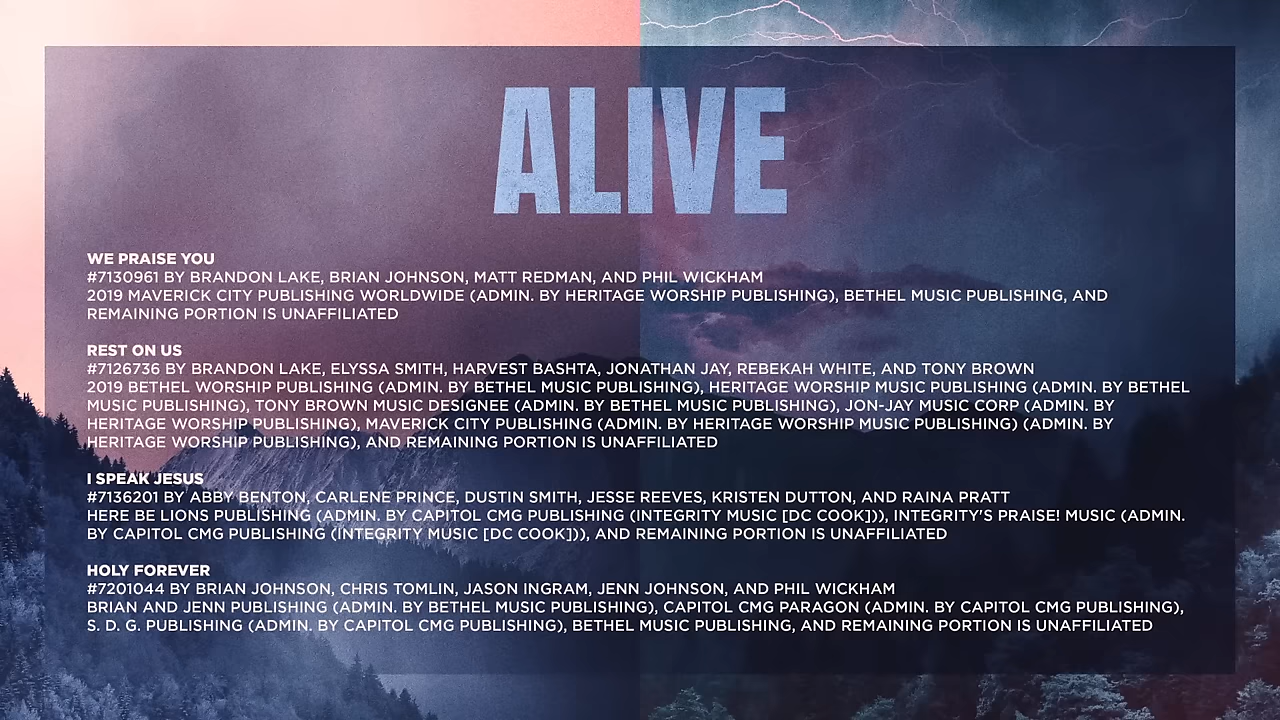 ALIVE
WE PRAISE YOU
#7130961 BY BRANDON LAKE, BRIAN JOHNSON, MATT REDMAN, AND PHIL WICKHAM
2019 MAVERICK CITY PUBLISHING WORLDWIDE (ADMIN. BY HERITAGE WORSHIP PUBLISHING), BETHEL MUSIC PUBLISHING, AND
REMAINING PORTION IS UNAFFILIATED
REST ON US
#7126736 BY BRANDON LAKE, ELYSSA SMITH, HARVEST BASHTA, JONATHAN JAY, REBEKAH WHITE, AND TONY BROWN
2019 BETHEL WORSHIP PUBLISHING (ADMIN. BY BETHEL MUSIC PUBLISHING), HERITAGE WORSHIP MUSIC PUBLISHING (ADMIN. BY BETHEL
MUSIC PUBLISHING), TONY BROWN MUSIC DESIGNEE (ADMIN. BY BETHEL MUSIC PUBLISHING), JON-JAY MUSIC CORP (ADMIN. BY
HERITAGE WORSHIP PUBLISHING), MAVERICK CITY PUBLISHING (ADMIN. BY HERITAGE WORSHIP MUSIC PUBLISHING) (ADMIN. BY
HERITAGE WORSHIP PUBLISHING), AND REMAINING PORTION IS UNAFFILIATED
I SPEAK JESUS
#7136201 BY ABBY BENTON, CARLENE PRINCE, DUSTIN SMITH, JESSE REEVES, KRISTEN DUTTON, AND RAINA PRATT
HERE BE LIONS PUBLISHING (ADMIN. BY CAPITOL CMG PUBLISHING (INTEGRITY MUSIC [DC COOK])), INTEGRITY'S PRAISE! MUSIC (ADMIN.
BY CAPITOL CMG PUBLISHING (INTEGRITY MUSIC [DC COOK])), AND REMAINING PORTION IS UNAFFILIATED
HOLY FOREVER
#7201044 BY BRIAN JOHNSON, CHRIS TOMLIN, JASON INGRAM, JENN JOHNSON, AND PHIL WICKHAM
BRIAN AND JENN PUBLISHING (ADMIN. BY BETHEL MUSIC PUBLISHING), CAPITOL CMG PARAGON (ADMIN. BY CAPITOL CMG PUBLISHING),
S. D. G. PUBLISHING (ADMIN. BY CAPITOL CMG PUBLISHING), BETHEL MUSIC PUBLISHING, AND REMAINING PORTION IS UNAFFILIATED